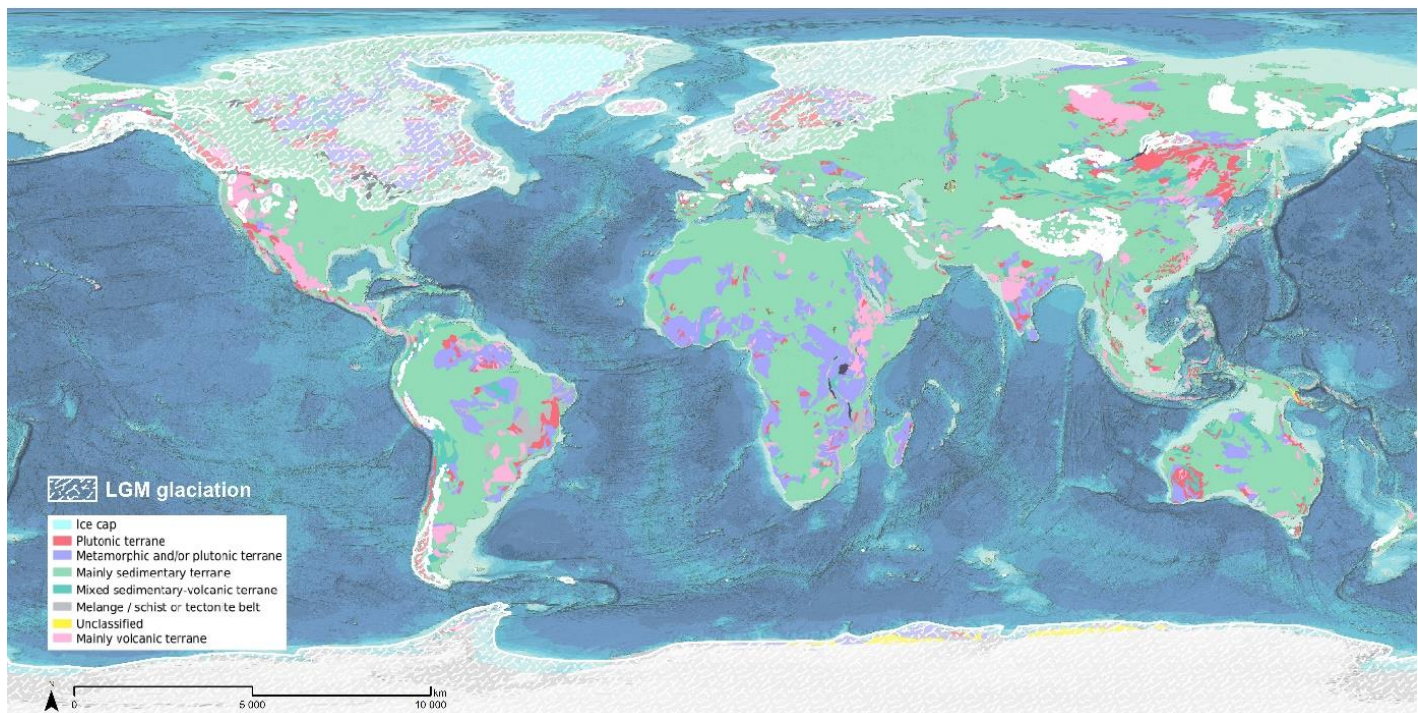 LGM glaciation
Ice cap
Plutonic terrane
Metamorphic and/or plutonic terrane
Mainly sedimentary terrane
Mixed sedimentary-volcanic terrane
Melange / schist or tectonite belt
Unclassified
Mainly volcanic terrane
N
km
0 5 000 10 000